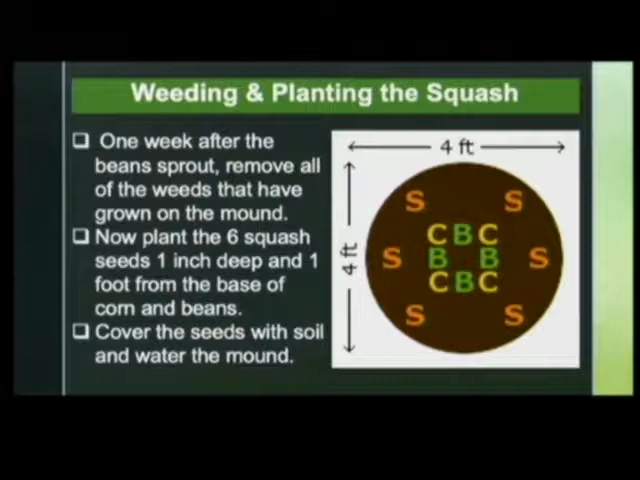 Weeding & Planting the Squash
❑ One week after the
beans sprout, remove all
of the weeds that have
grown on the mound.
❑ Now plant the 6 squash
seeds 1 inch deep and 1
foot from the base of
corn and beans.
❑ Cover the seeds with soil
and water the mound.
4 ft
4 ft
S S
C B C
S B B S
C B C
S S